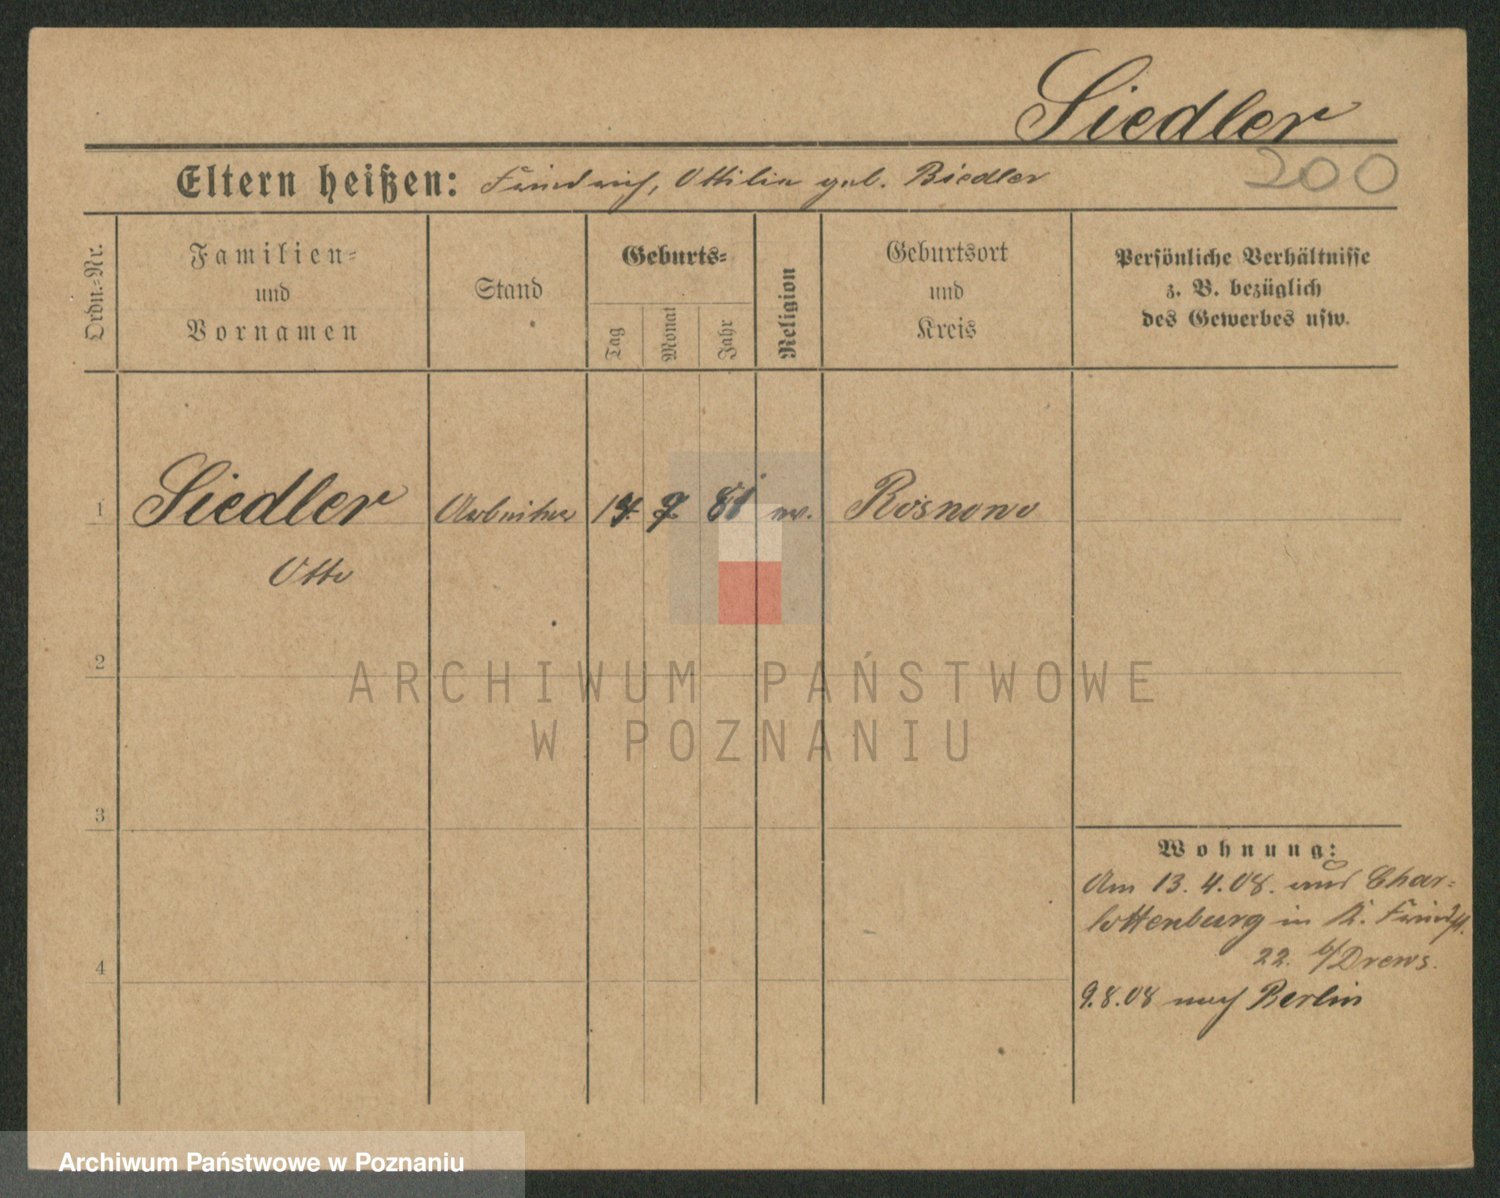 Siedler
Eltern heißen: Friedrich, Ottilie geb. Biedler
200
Ordn.-Nr.
Familien-
und
Vornamen
Stand
Geburts-
Tag
Monat
Jahr
Religion
Geburtsort
und
Kreis
Persönliche Verhältnisse
z. B. bezüglich
des Gewerbes usw.
1
Siedler
Arbeiter
81
ev.
Rosnowo
Otto
2
ARCHIWUM PAŃSTWOWE
W POZNANIU
3
Wohnung:
Am 13. 4. 08. aus Char-
lottenburg in
22. b/Drews.
4
9.8.08 nach Berlin
Archiwum Państwowe w Poznaniu